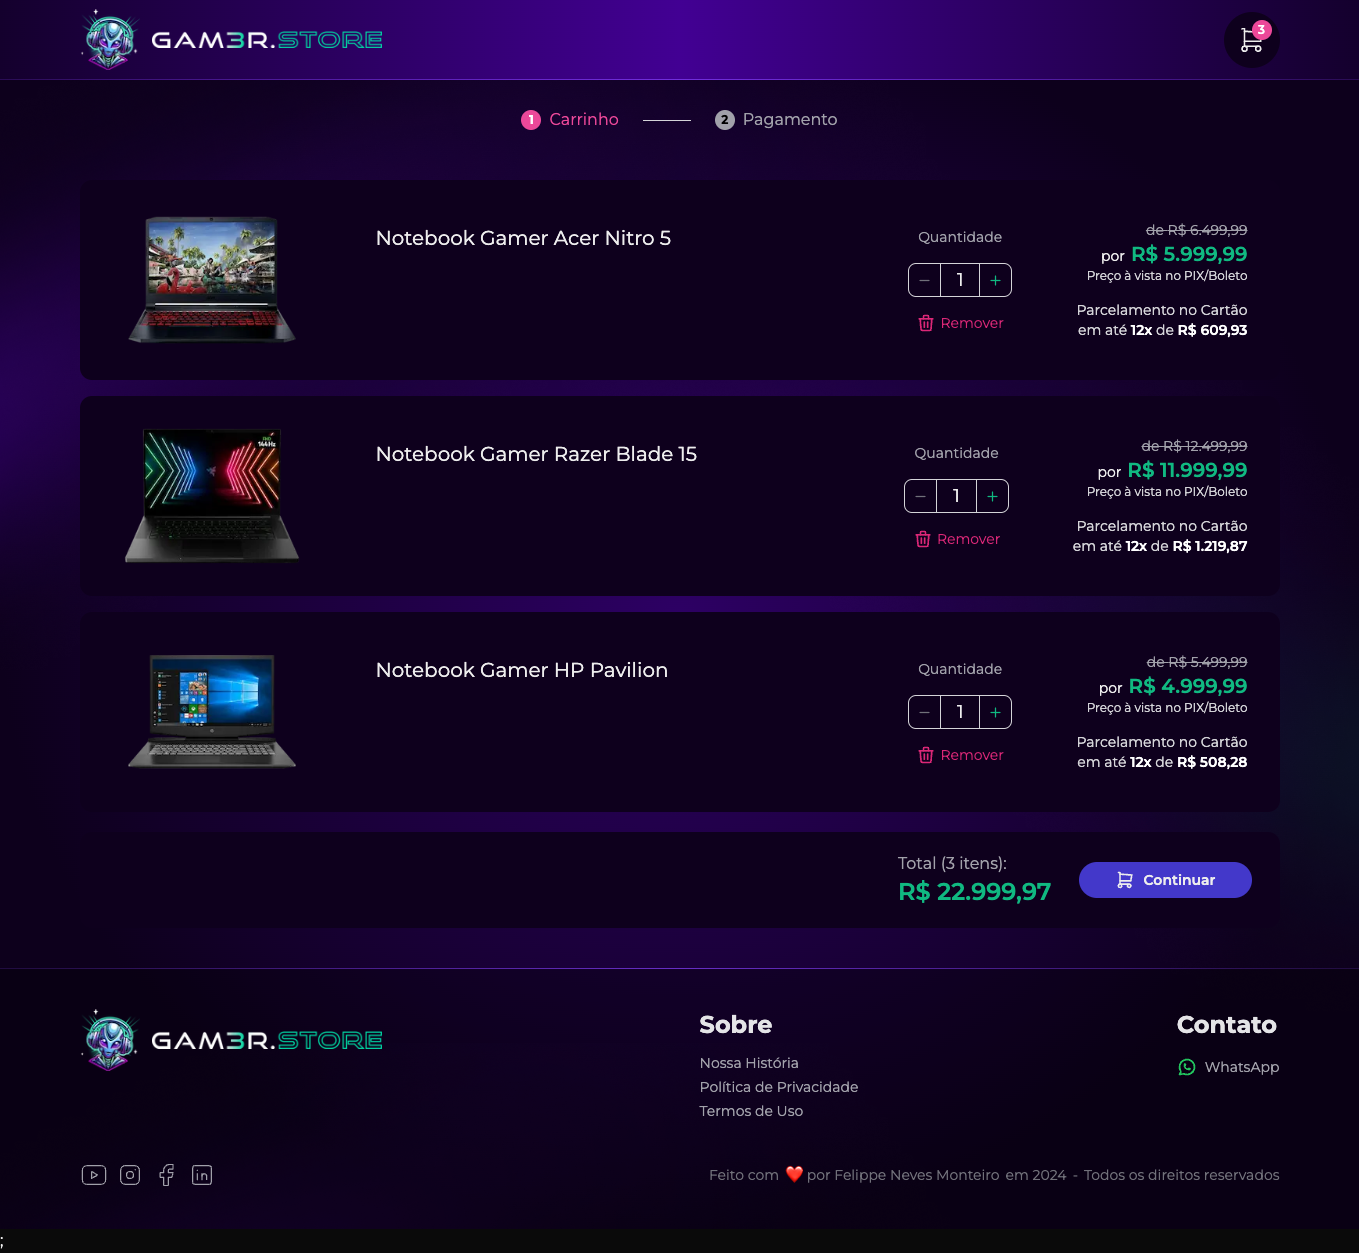 GAM3R.STORE
3
1 Carrinho
2 Pagamento
Notebook Gamer Acer Nitro 5
Quantidade
− 1 +
Remover
de R$ 6.499,99
por R$ 5.999,99
Preço à vista no PIX/Boleto
Parcelamento no Cartão
em até 12x de R$ 609,93
144Hz
Notebook Gamer Razer Blade 15
Quantidade
− 1 +
Remover
de R$ 12.499,99
por R$ 11.999,99
Preço à vista no PIX/Boleto
Parcelamento no Cartão
em até 12x de R$ 1.219,87
Notebook Gamer HP Pavilion
Quantidade
− 1 +
Remover
de R$ 5.499,99
por R$ 4.999,99
Preço à vista no PIX/Boleto
Parcelamento no Cartão
em até 12x de R$ 508,28
Total (3 itens):
R$ 22.999,97
Continuar
GAM3R.STORE
Sobre
Nossa História
Política de Privacidade
Termos de Uso
Contato
WhatsApp
Feito com ❤️ por Felippe Neves Monteiro em 2024 - Todos os direitos reservados
;